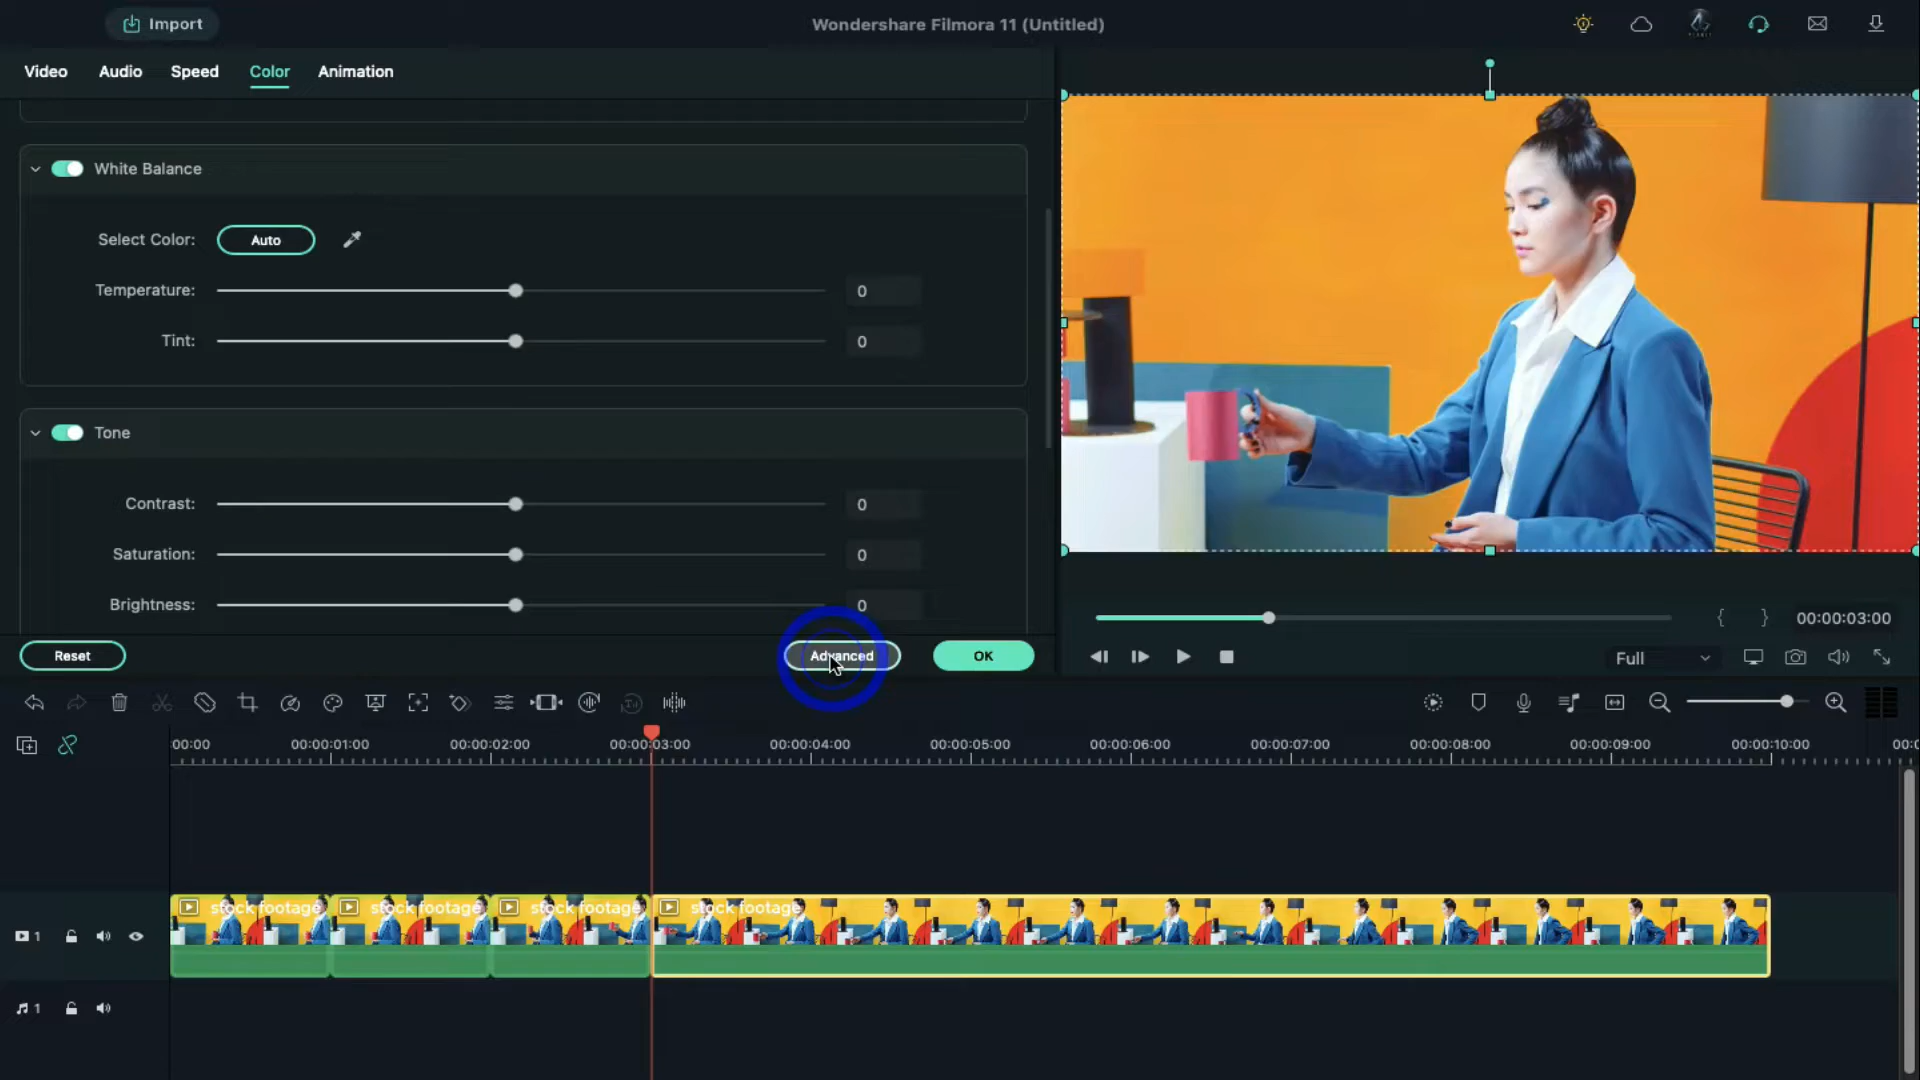 Import
Wondershare Filmora 11 (Untitled)
Video Audio Speed Color Animation
White Balance
Select Color: Auto
Temperature: 0
Tint: 0
Tone
Contrast: 0
Saturation: 0
Brightness: 0
Reset Advanced OK
{ } 00:00:03:00
Full
:00:00 00:00:01:00 00:00:02:00 00:00:03:00 00:00:04:00 00:00:05:00 00:00:06:00 00:00:07:00 00:00:08:00 00:00:09:00 00:00:10:00 00:0
stock footage stock footage stock footage stock footage
1
1